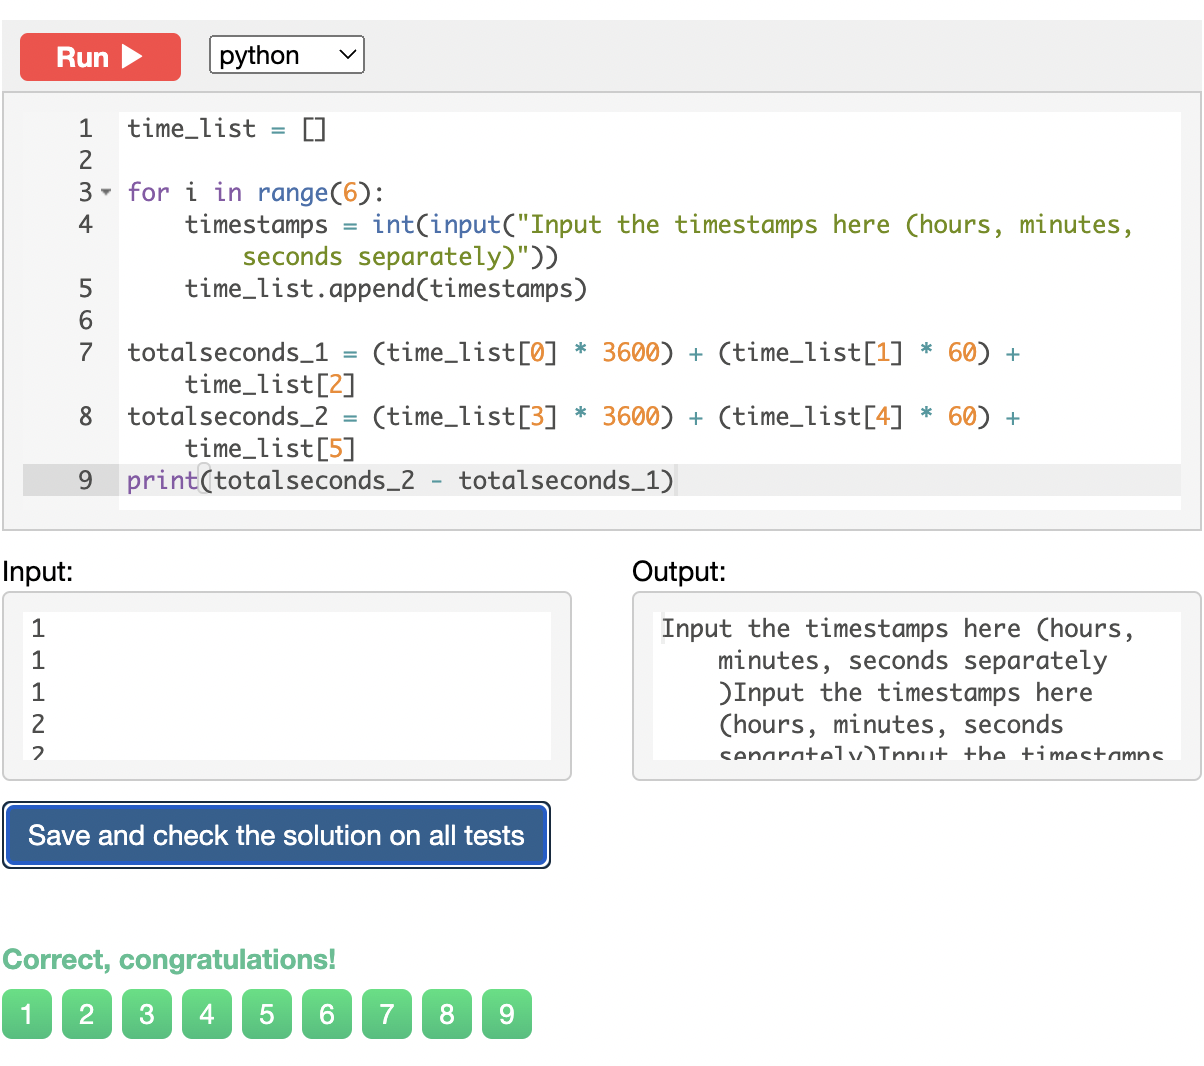 Run
python
1 time_list = []
2
3 for i in range(6):
4 timestamps = int(input("Input the timestamps here (hours, minutes,
seconds separately)"))
5 time_list.append(timestamps)
6
7 totalseconds_1 = (time_list[0] * 3600) + (time_list[1] * 60) +
time_list[2]
8 totalseconds_2 = (time_list[3] * 3600) + (time_list[4] * 60) +
time_list[5]
9 print(totalseconds_2 - totalseconds_1)
Input:
1
1
1
2
2
Output:
Input the timestamps here (hours,
minutes, seconds separately
)Input the timestamps here
(hours, minutes, seconds
separately)Input the timestamps
Save and check the solution on all tests
Correct, congratulations!
1 2 3 4 5 6 7 8 9